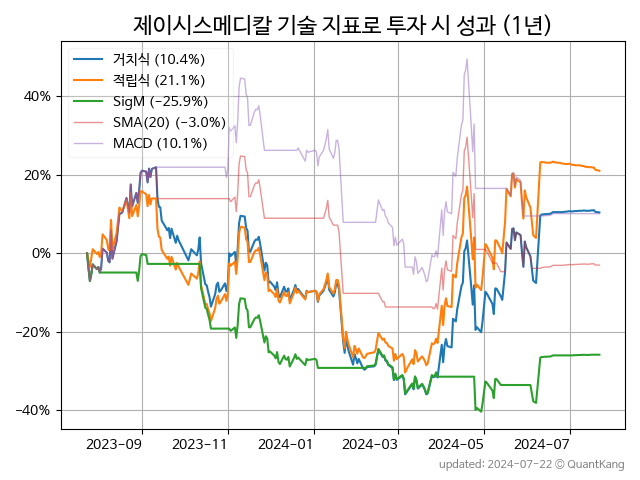 제이시스메디칼 기술 지표로 투자 시 성과 (1년)
거치식 (10.4%)
적립식 (21.1%)
SigM (−25.9%)
SMA(20) (−3.0%)
MACD (10.1%)
40%
20%
0%
−20%
−40%
2023-09 2023-11 2024-01 2024-03 2024-05 2024-07
updated: 2024-07-22 © QuantKang